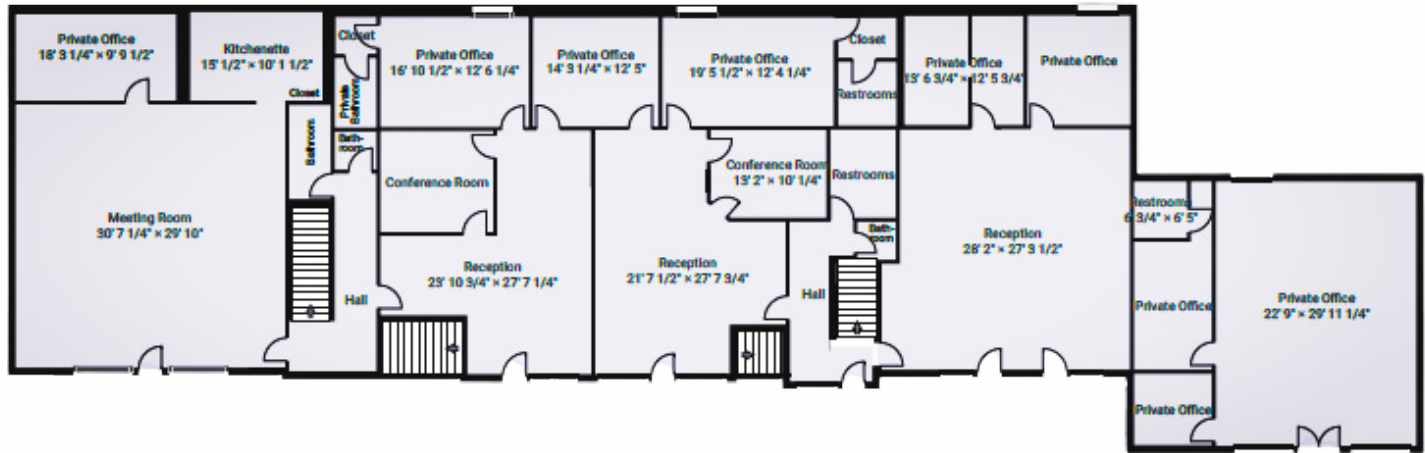 Private Office
18' 3 1/4" × 9' 9 1/2"
Kitchenette
15' 1/2" × 10' 1 1/2"
Closet
Closet
Private Office
16' 10 1/2" × 12' 6 1/4"
Private Office
14' 3 1/4" × 12' 5"
Private Office
19' 5 1/2" × 12' 4 1/4"
Closet
Restrooms
Private Office
13' 6 3/4" × 12' 5 3/4"
Private Office
Private
Bathroom
Bathroom
Bath-
room
Conference Room
Conference Room
13' 2" × 10' 1/4"
Restrooms
Bath-
room
Meeting Room
30' 7 1/4" × 29' 10"
Hall
Reception
23' 10 3/4" × 27' 7 1/4"
Reception
21' 7 1/2" × 27' 7 3/4"
Hall
Reception
28' 2" × 27' 3 1/2"
Restrooms
6' 3/4" × 6' 5"
Private Office
Private Office
Private Office
22' 9" × 29' 11 1/4"